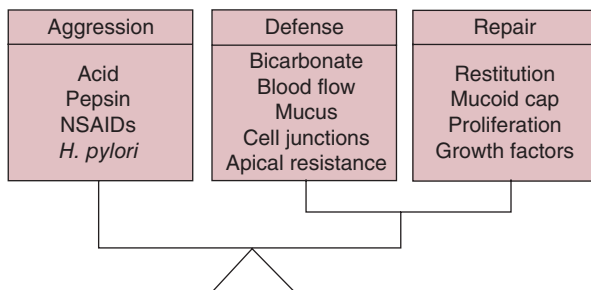 Aggression
Acid
Pepsin
NSAIDs
H. pylori
Defense
Bicarbonate
Blood flow
Mucus
Cell junctions
Apical resistance
Repair
Restitution
Mucoid cap
Proliferation
Growth factors